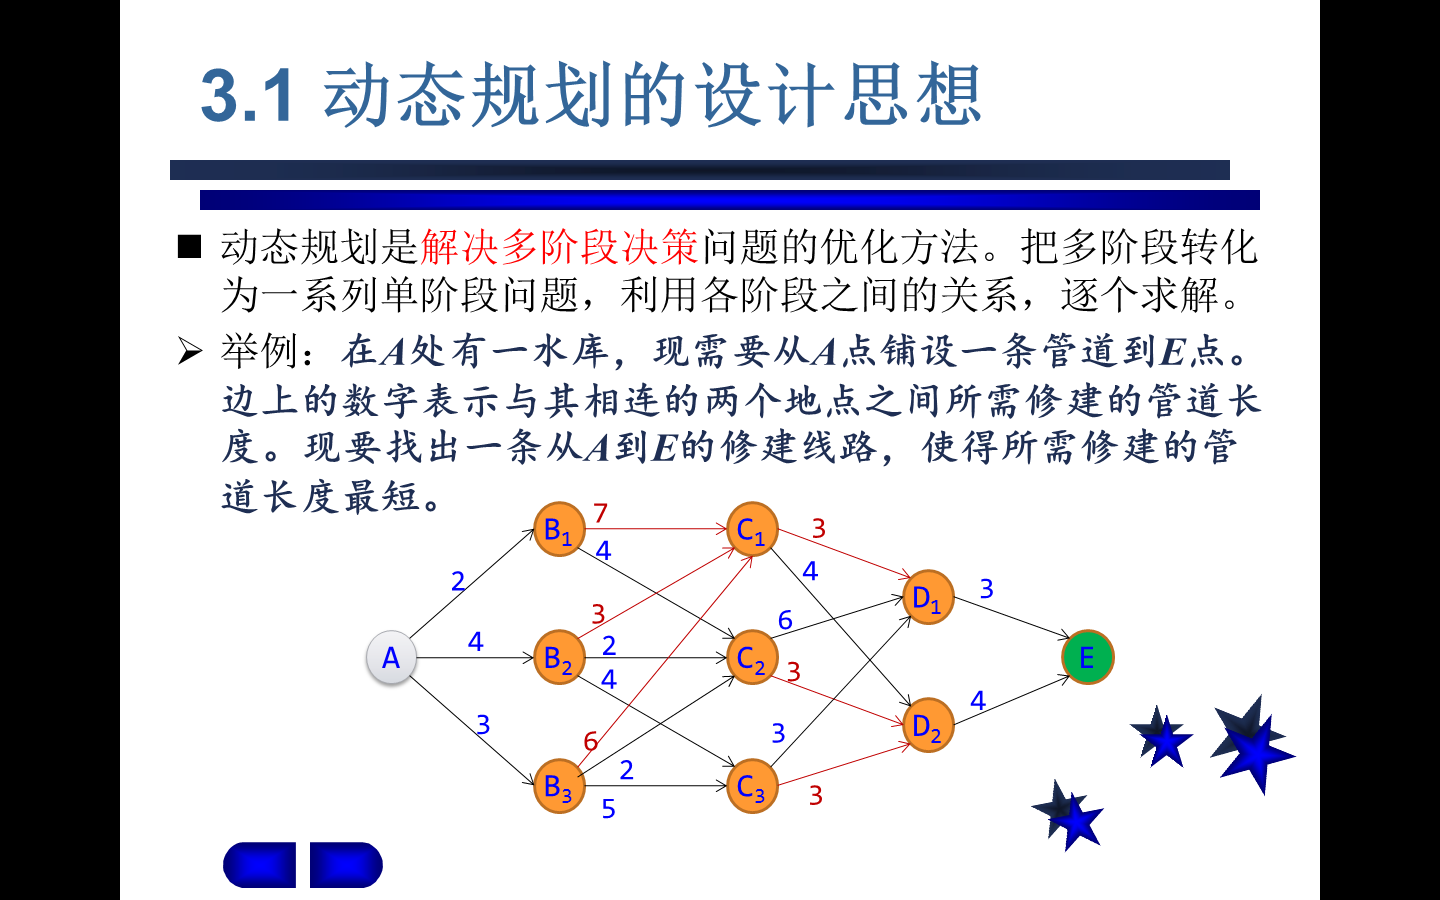 3.1 动态规划的设计思想
动态规划是解决多阶段决策问题的优化方法。把多阶段转化
为一系列单阶段问题，利用各阶段之间的关系，逐个求解。
举例：在A处有一水库，现需要从A点铺设一条管道到E点。
边上的数字表示与其相连的两个地点之间所需修建的管道长
度。现要找出一条从A到E的修建线路，使得所需修建的管
道长度最短。
B1 7 C1 3
4
2 4 D1 3
3 6
A 4 B2 2 C2 E
4 3
3 6 3 D2 4
B3 2 C3
5 3